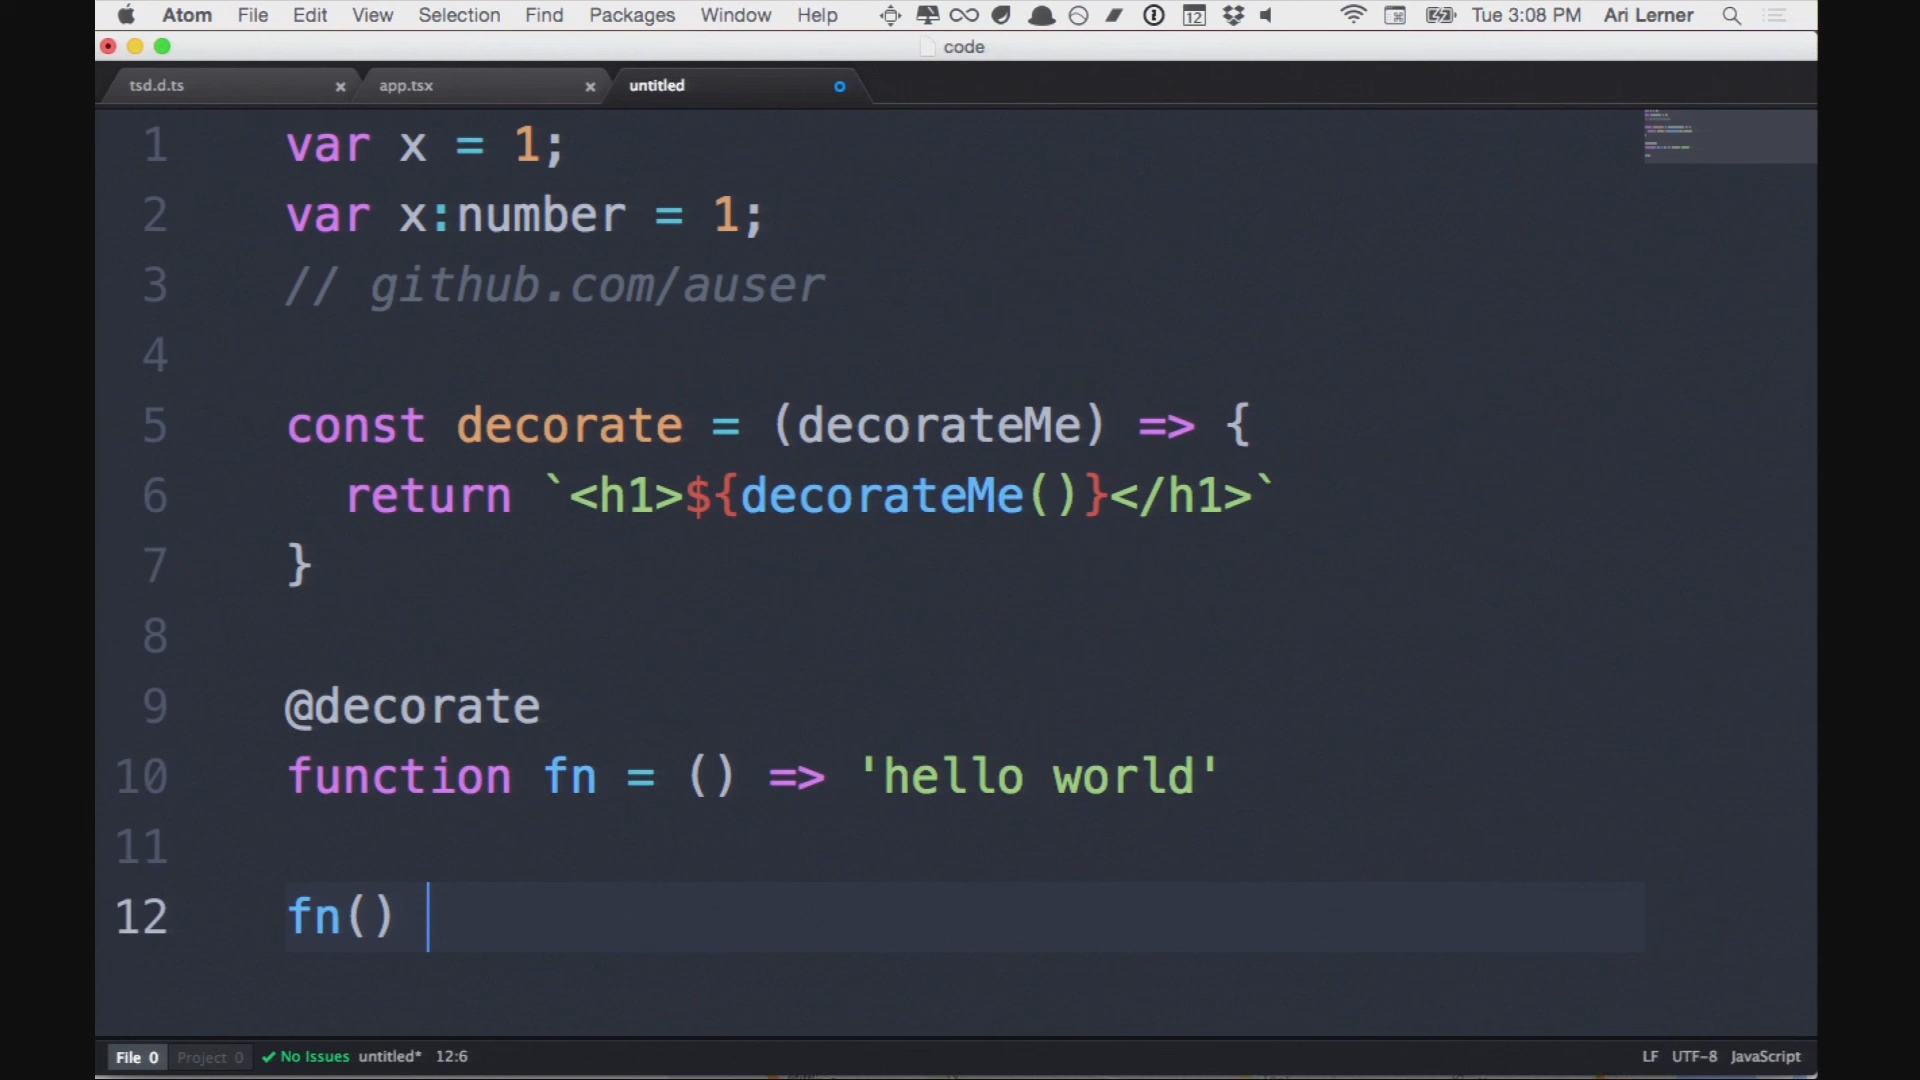 Atom File Edit View Selection Find Packages Window Help 12 Tue 3:08 PM Ari Lerner
code
tsd.d.ts app.tsx untitled
1 var x = 1;
2 var x:number = 1;
3 // github.com/auser
4
5 const decorate = (decorateMe) => {
6 return `<h1>${decorateMe()}</h1>`
7 }
8
9 @decorate
10 function fn = () => 'hello world'
11
12 fn()
File 0 Project 0 No Issues untitled* 12:6 LF UTF-8 JavaScript